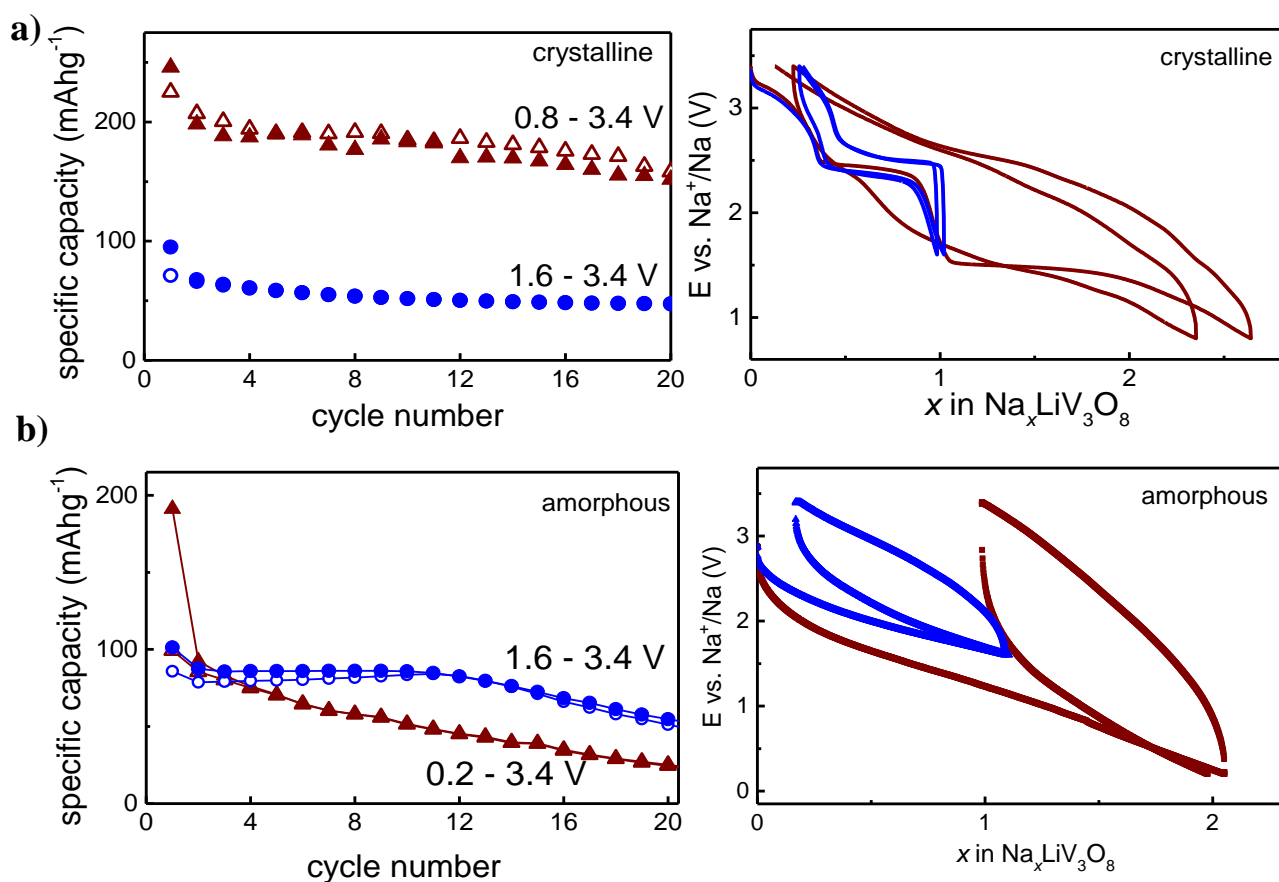 a)
specific capacity (mAhg⁻¹)
200
100
0
crystalline
0.8 - 3.4 V
1.6 - 3.4 V
0 4 8 12 16 20
cycle number
E vs. Na⁺/Na (V)
3
2
1
crystalline
0 1 2
x in NaₓLiV₃O₈
b)
specific capacity (mAhg⁻¹)
200
100
0
amorphous
1.6 - 3.4 V
0.2 - 3.4 V
0 4 8 12 16 20
cycle number
E vs. Na⁺/Na (V)
3
2
1
0
amorphous
0 1 2
x in NaₓLiV₃O₈